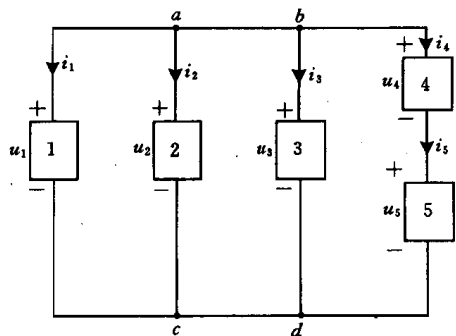 a b
i₁ i₂ i₃ + i₄
u₄ 4
−
i₅
+ + + +
u₁ 1 u₂ 2 u₃ 3 u₅ 5
− − − −
c d